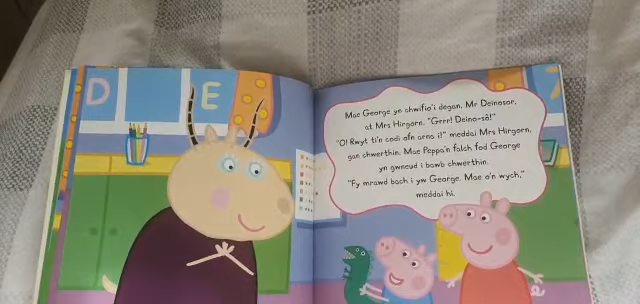 D E
Mae George yn chwifio'i degan, Mr Deinosor,
at Mrs Hirgorn. "Grrr! Deino-sô!"
"O! Rwyt ti'n codi ofn arna i!" meddai Mrs Hirgorn,
gan chwerthin. Mae Peppa'n falch fod George
yn gwneud i bawb chwerthin.
"Fy mrawd bach i yw George. Mae o'n wych,"
meddai hi.